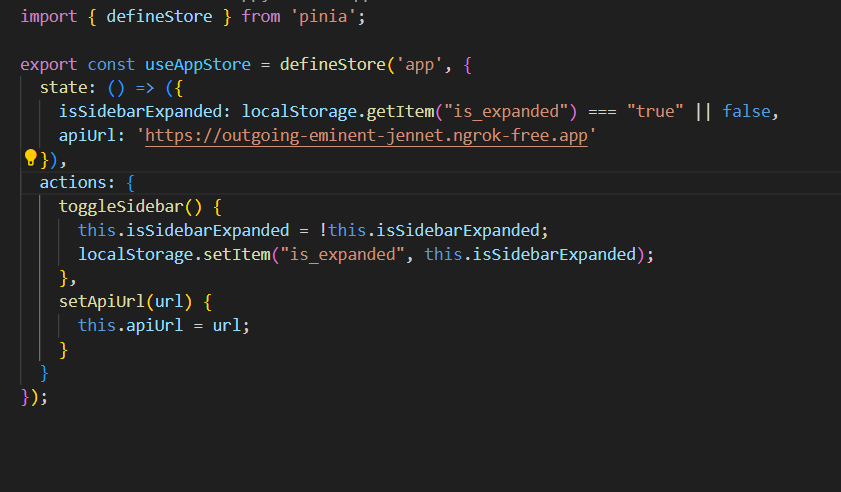 import { defineStore } from 'pinia';
export const useAppStore = defineStore('app', {
state: () => ({
isSidebarExpanded: localStorage.getItem("is_expanded") === "true" || false,
apiUrl: 'https://outgoing-eminent-jennet.ngrok-free.app'
}),
actions: {
toggleSidebar() {
this.isSidebarExpanded = !this.isSidebarExpanded;
localStorage.setItem("is_expanded", this.isSidebarExpanded);
},
setApiUrl(url) {
this.apiUrl = url;
}
}
});